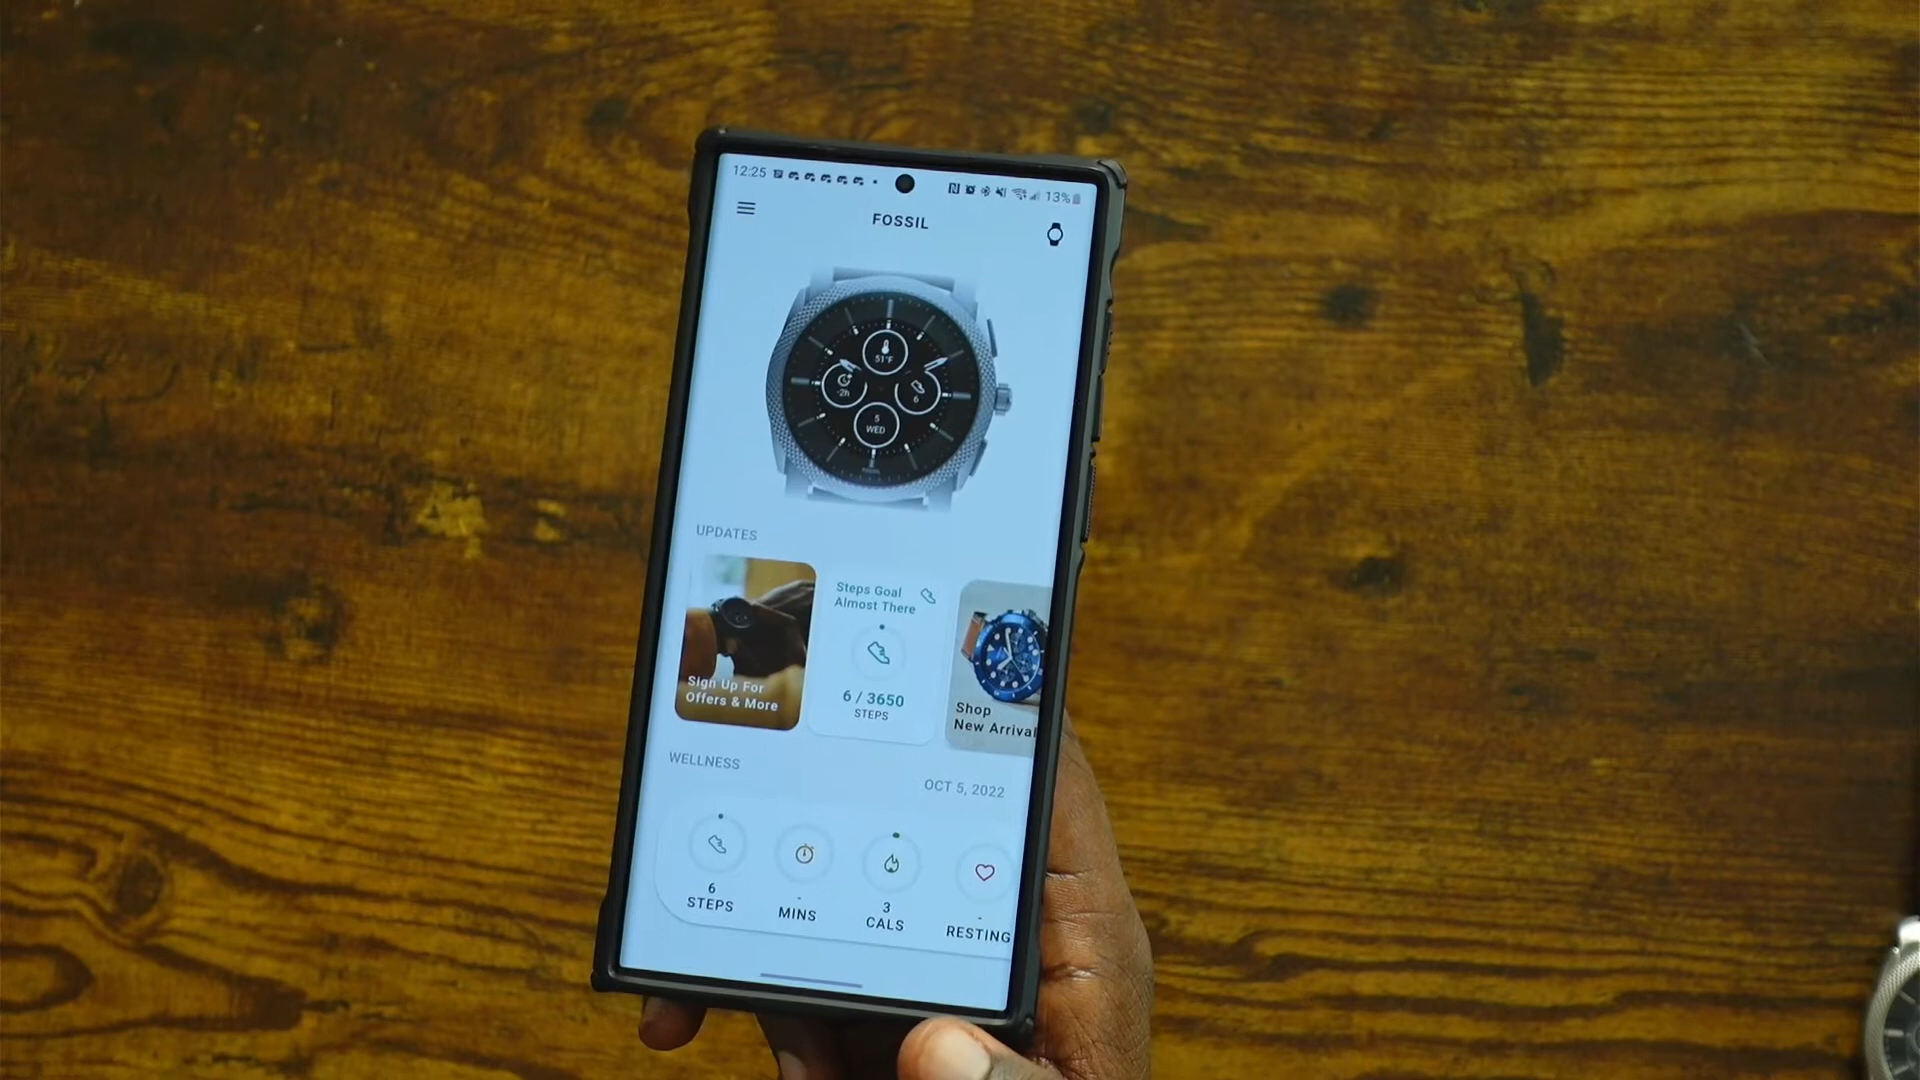 12:25
13%
FOSSIL
51°F
-2h
6
5
WED
FOSSIL
UPDATES
Sign Up For
Offers & More
Steps Goal
Almost There
6 / 3650
STEPS
Shop
New Arrival
WELLNESS
OCT 5, 2022
6
STEPS
-
MINS
3
CALS
-
RESTING